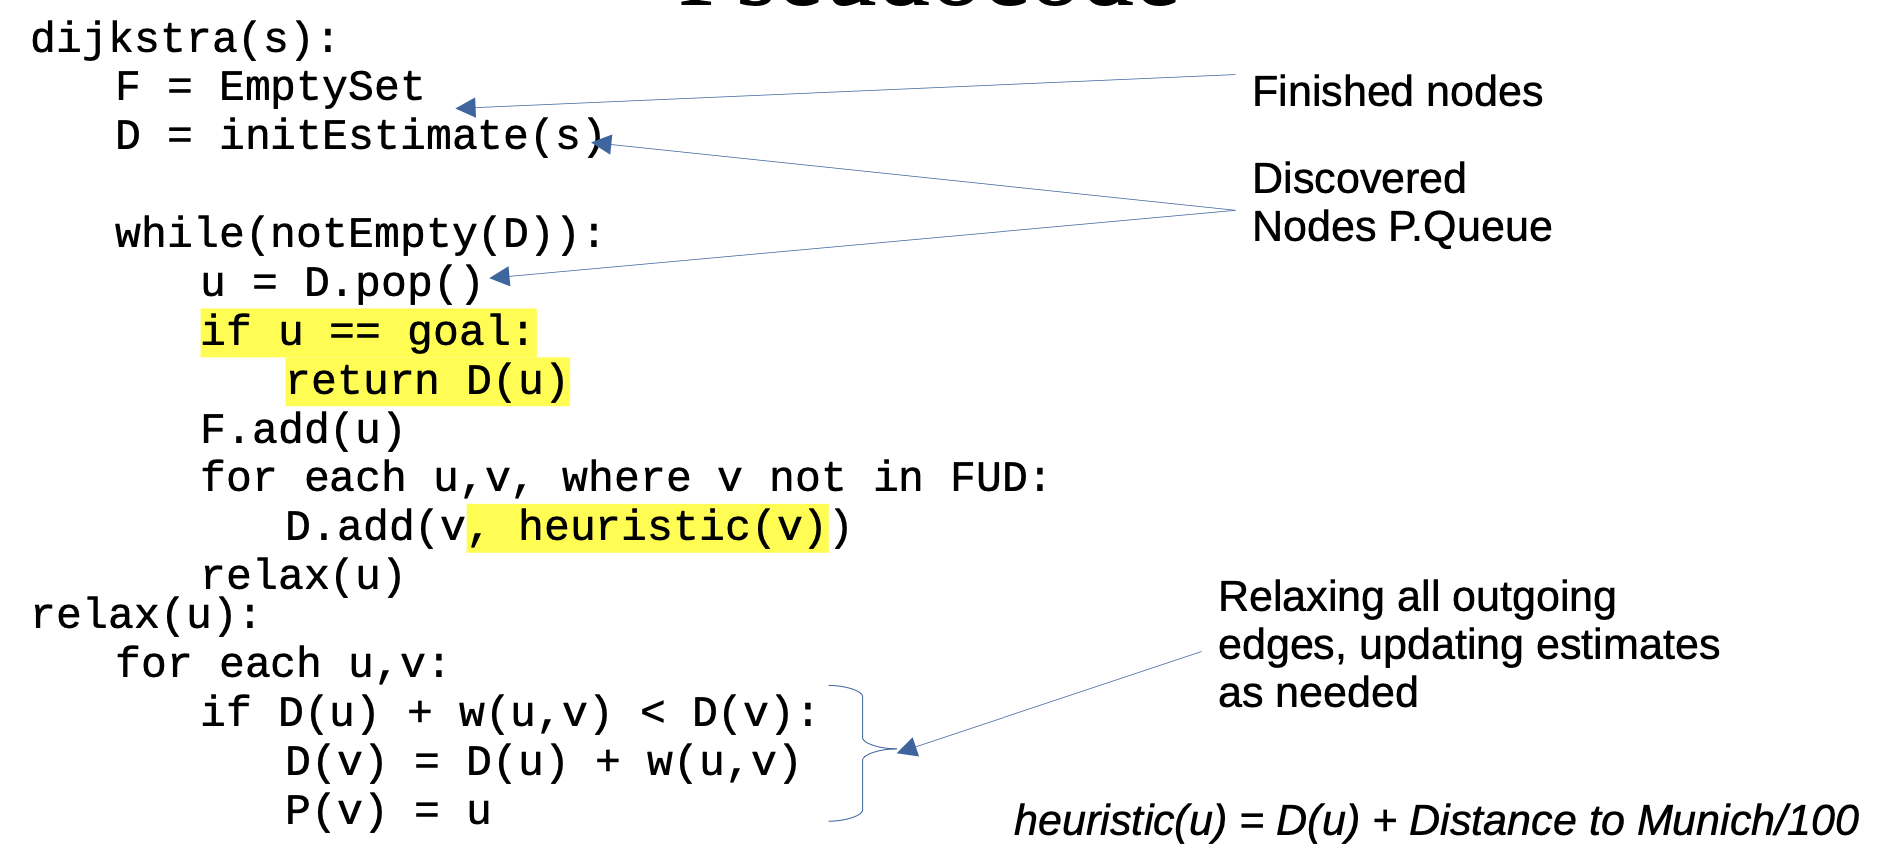 Pseudocode
dijkstra(s):
F = EmptySet
D = initEstimate(s)
while(notEmpty(D)):
u = D.pop()
if u == goal:
return D(u)
F.add(u)
for each u,v, where v not in FUD:
D.add(v, heuristic(v))
relax(u)
relax(u):
for each u,v:
if D(u) + w(u,v) < D(v):
D(v) = D(u) + w(u,v)
P(v) = u
Finished nodes
Discovered
Nodes P.Queue
Relaxing all outgoing
edges, updating estimates
as needed
heuristic(u) = D(u) + Distance to Munich/100